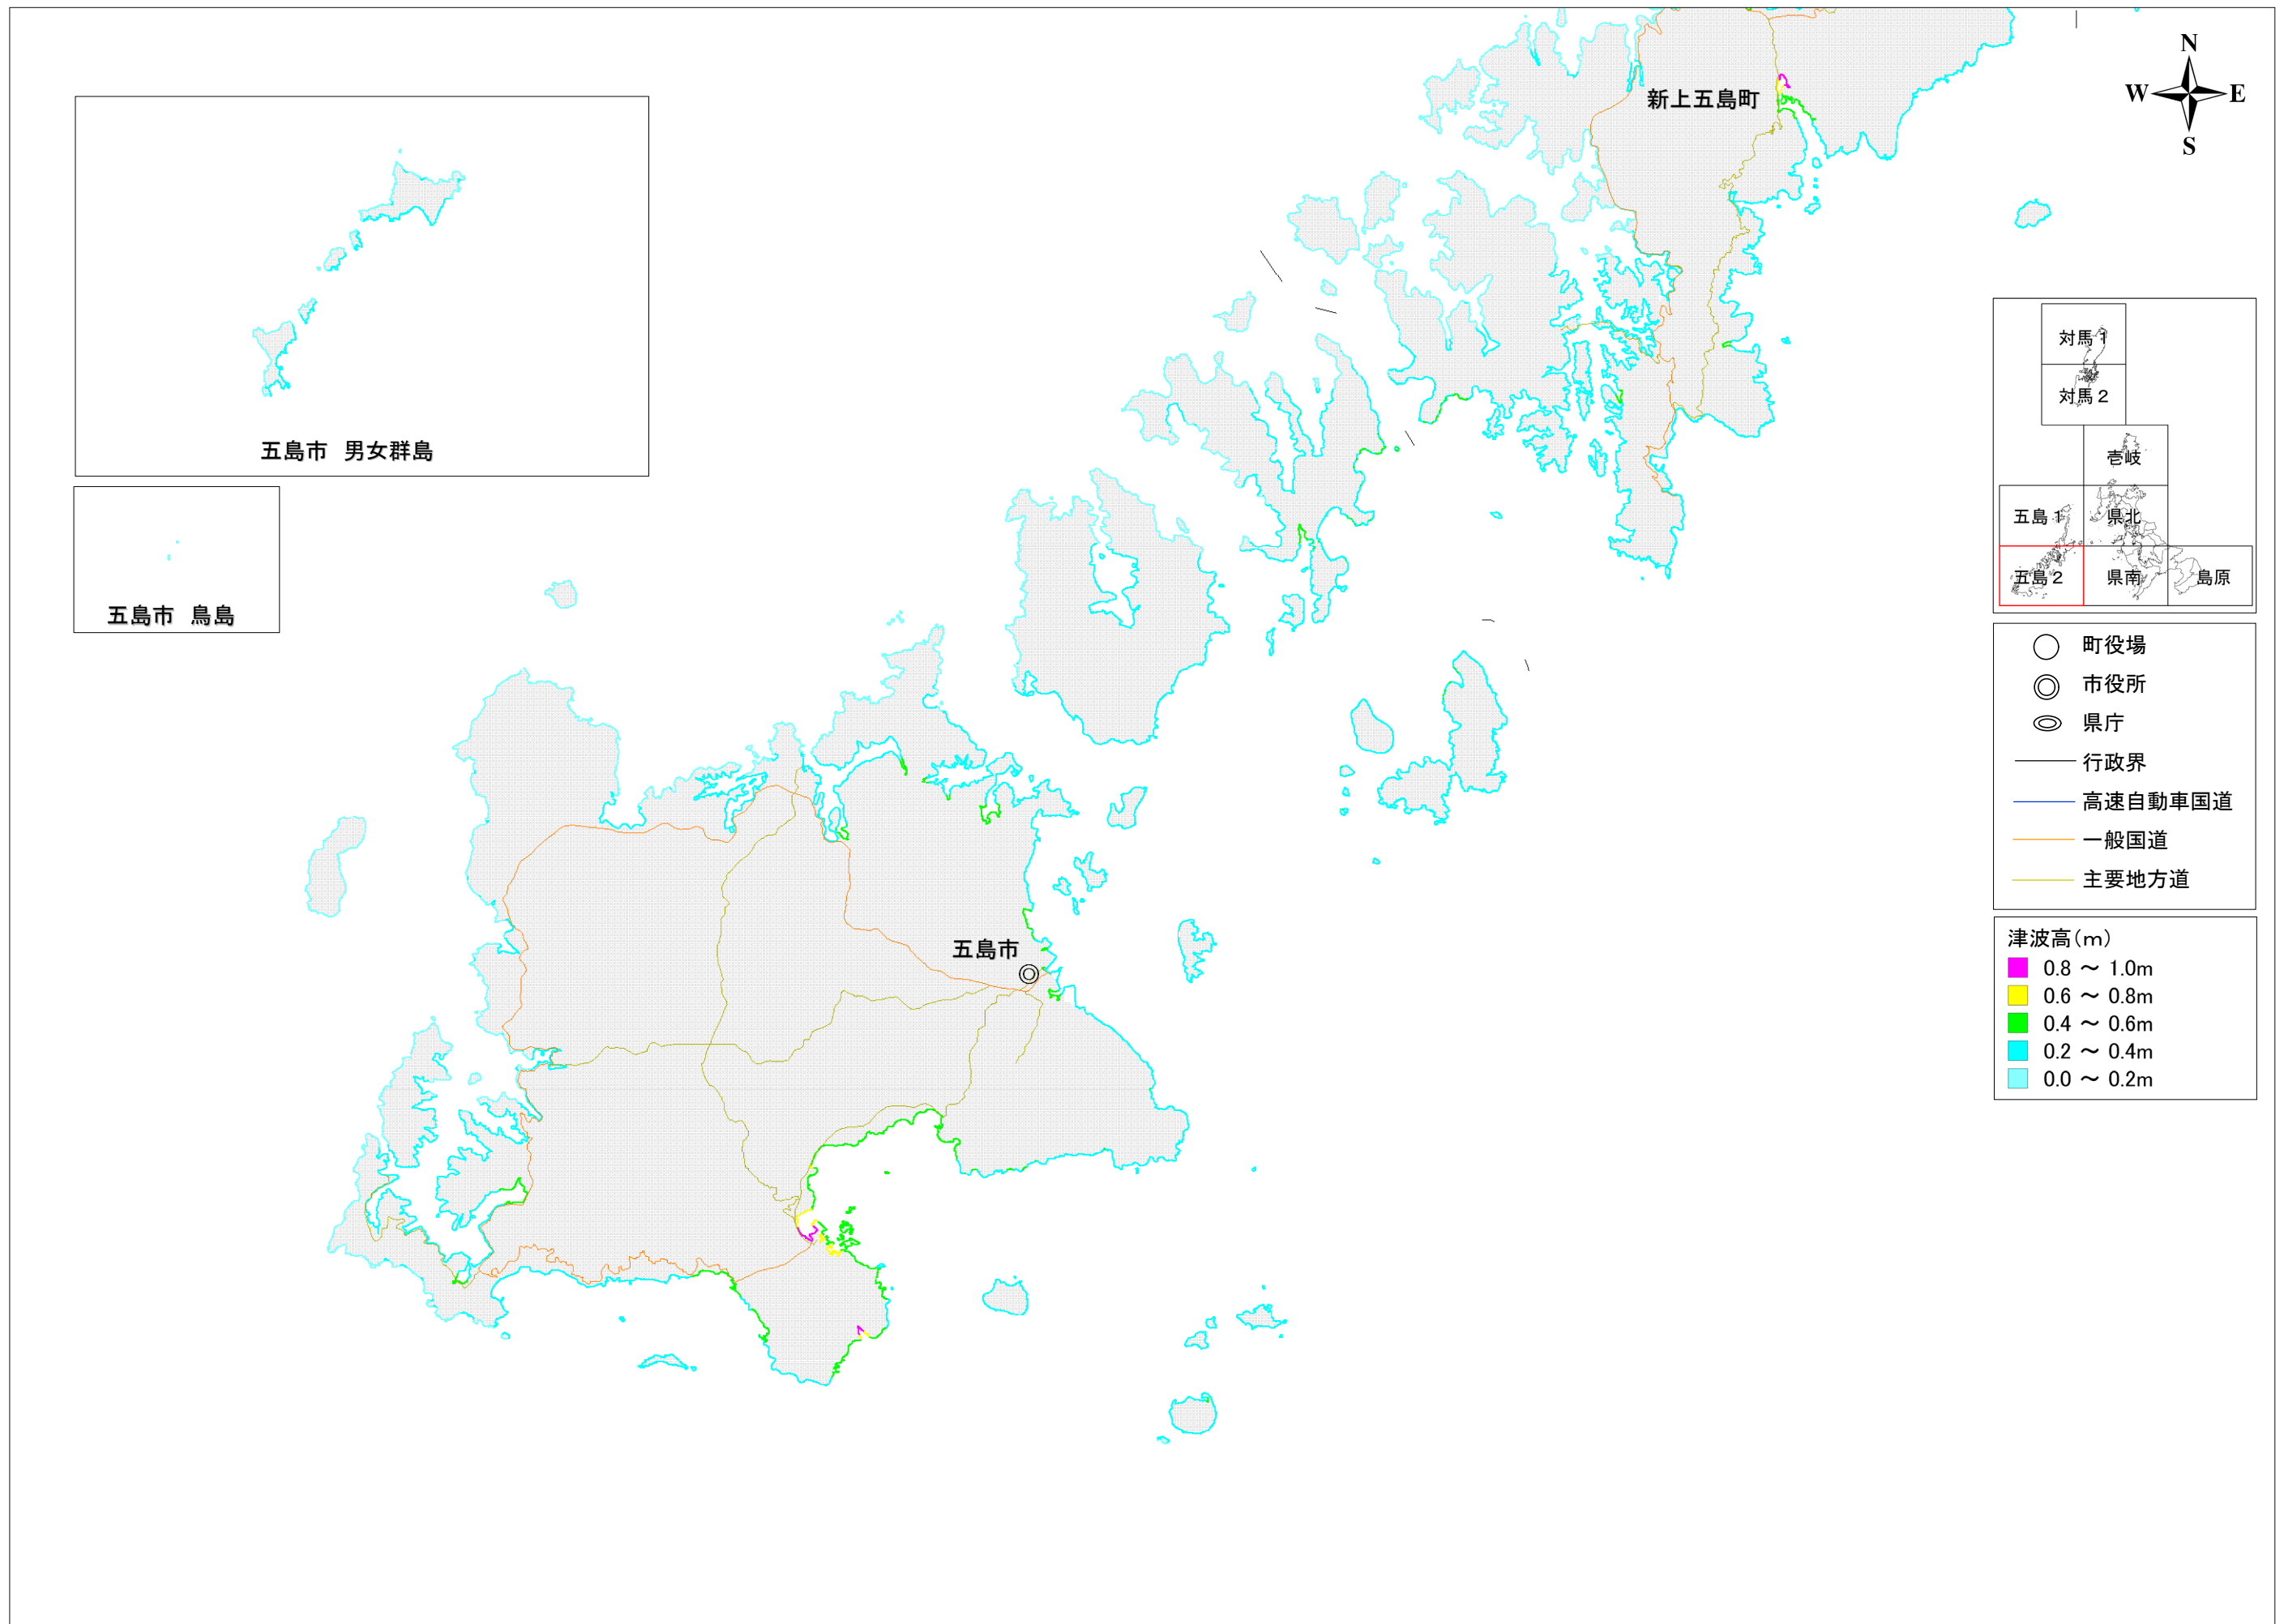 N
W E
S
新上五島町
五島市 男女群島
五島市 鳥島
五島市
対馬1
対馬2
壱岐
五島1 県北
五島2 県南 島原
町役場
市役所
県庁
行政界
高速自動車国道
一般国道
主要地方道
津波高(m)
0.8 ～ 1.0m
0.6 ～ 0.8m
0.4 ～ 0.6m
0.2 ～ 0.4m
0.0 ～ 0.2m